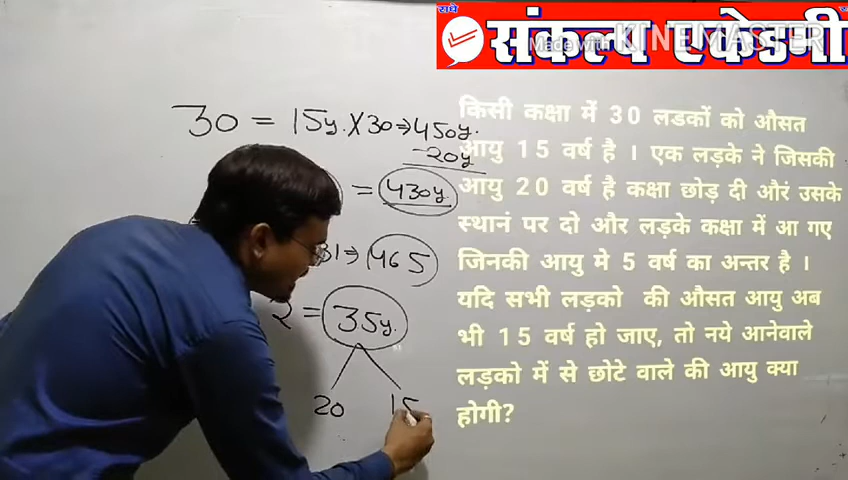 राधे
संकल्प एकेडमी
Made with KINEMASTER
30 = 15y. X 30 ⇒ 450y.
-20y
= 430y
31 ⇒ 465
2 = 35y.
20 15
किसी कक्षा में 30 लडकों को औसत
आयु 15 वर्ष है । एक लड़के ने जिसकी
आयु 20 वर्ष है कक्षा छोड़ दी औरं उसके
स्थानं पर दो और लड़के कक्षा में आ गए
जिनकी आयु मे 5 वर्ष का अन्तर है ।
यदि सभी लड़को की औसत आयु अब
भी 15 वर्ष हो जाए, तो नये आनेवाले
लड़को में से छोटे वाले की आयु क्या
होगी?